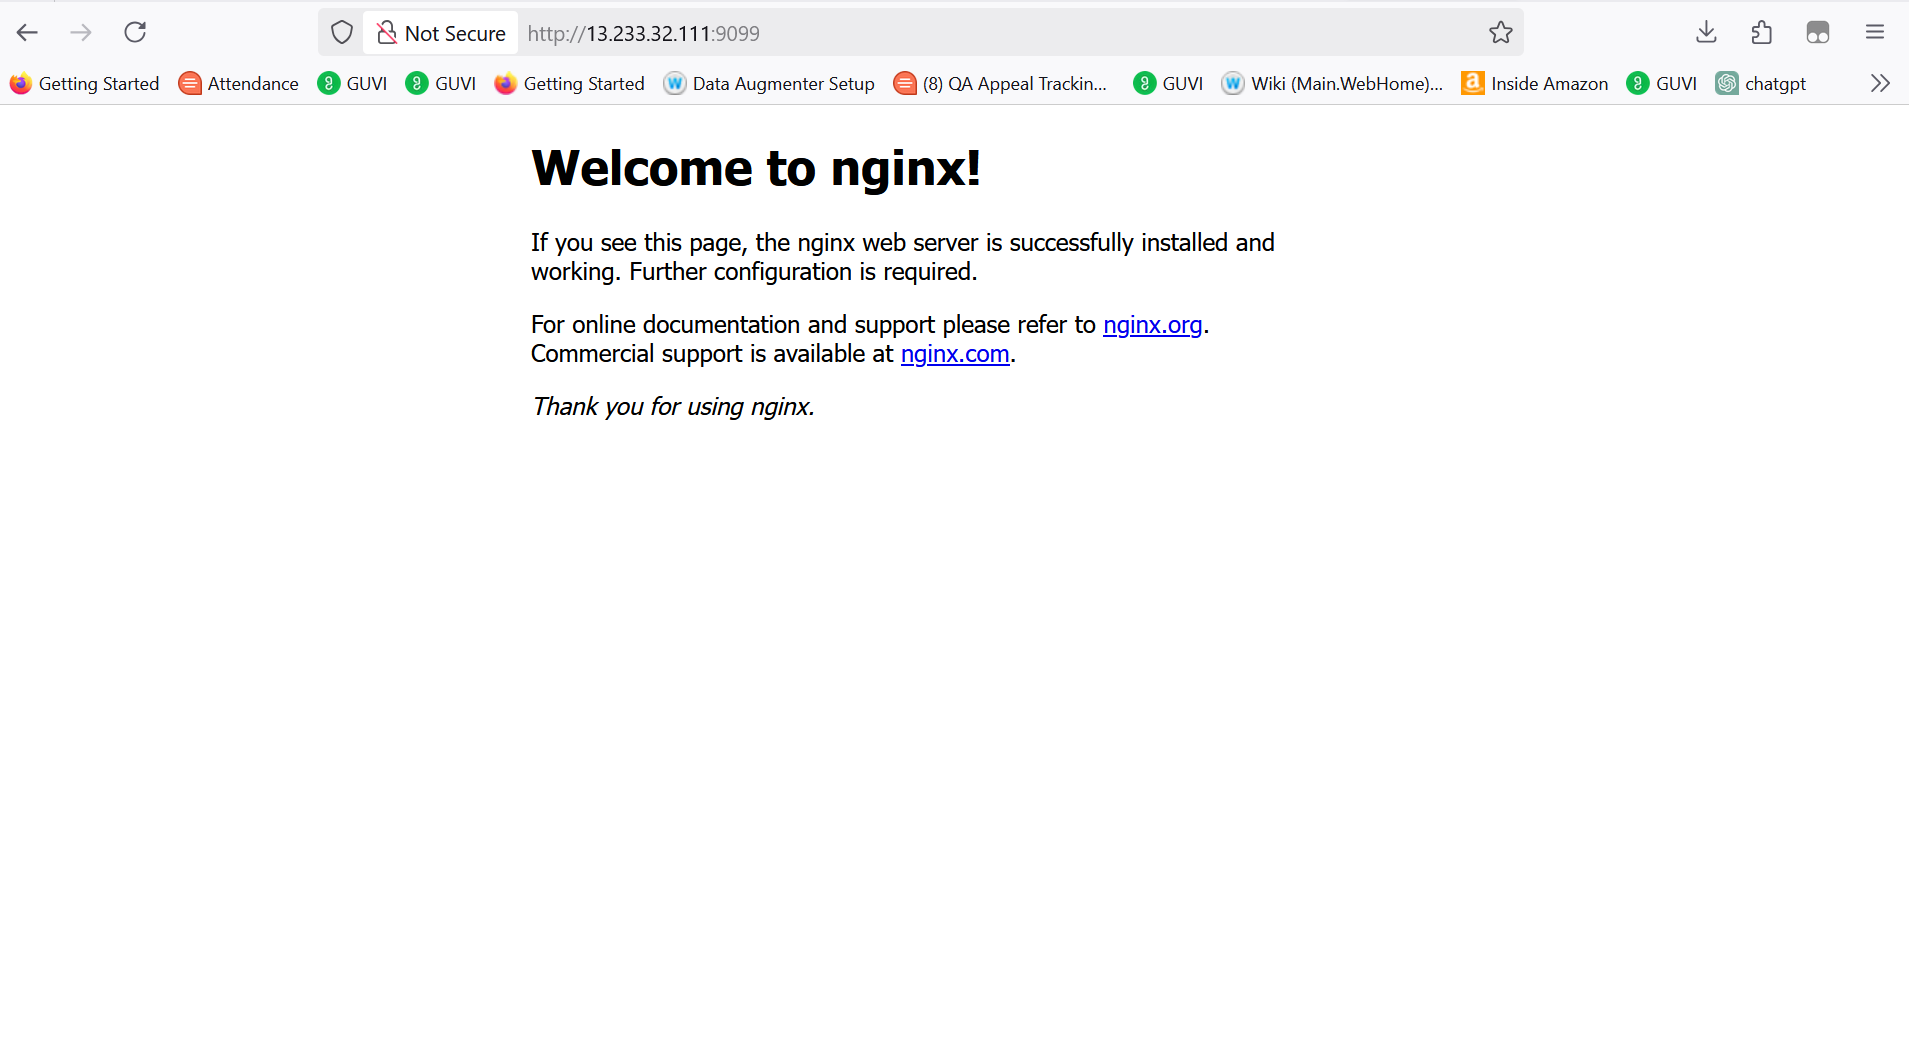 Not Secure http://13.233.32.111:9099
Getting Started Attendance GUVI GUVI Getting Started Data Augmenter Setup (8) QA Appeal Trackin... GUVI Wiki (Main.WebHome)... Inside Amazon GUVI chatgpt
Welcome to nginx!
If you see this page, the nginx web server is successfully installed and
working. Further configuration is required.
For online documentation and support please refer to nginx.org.
Commercial support is available at nginx.com.
Thank you for using nginx.